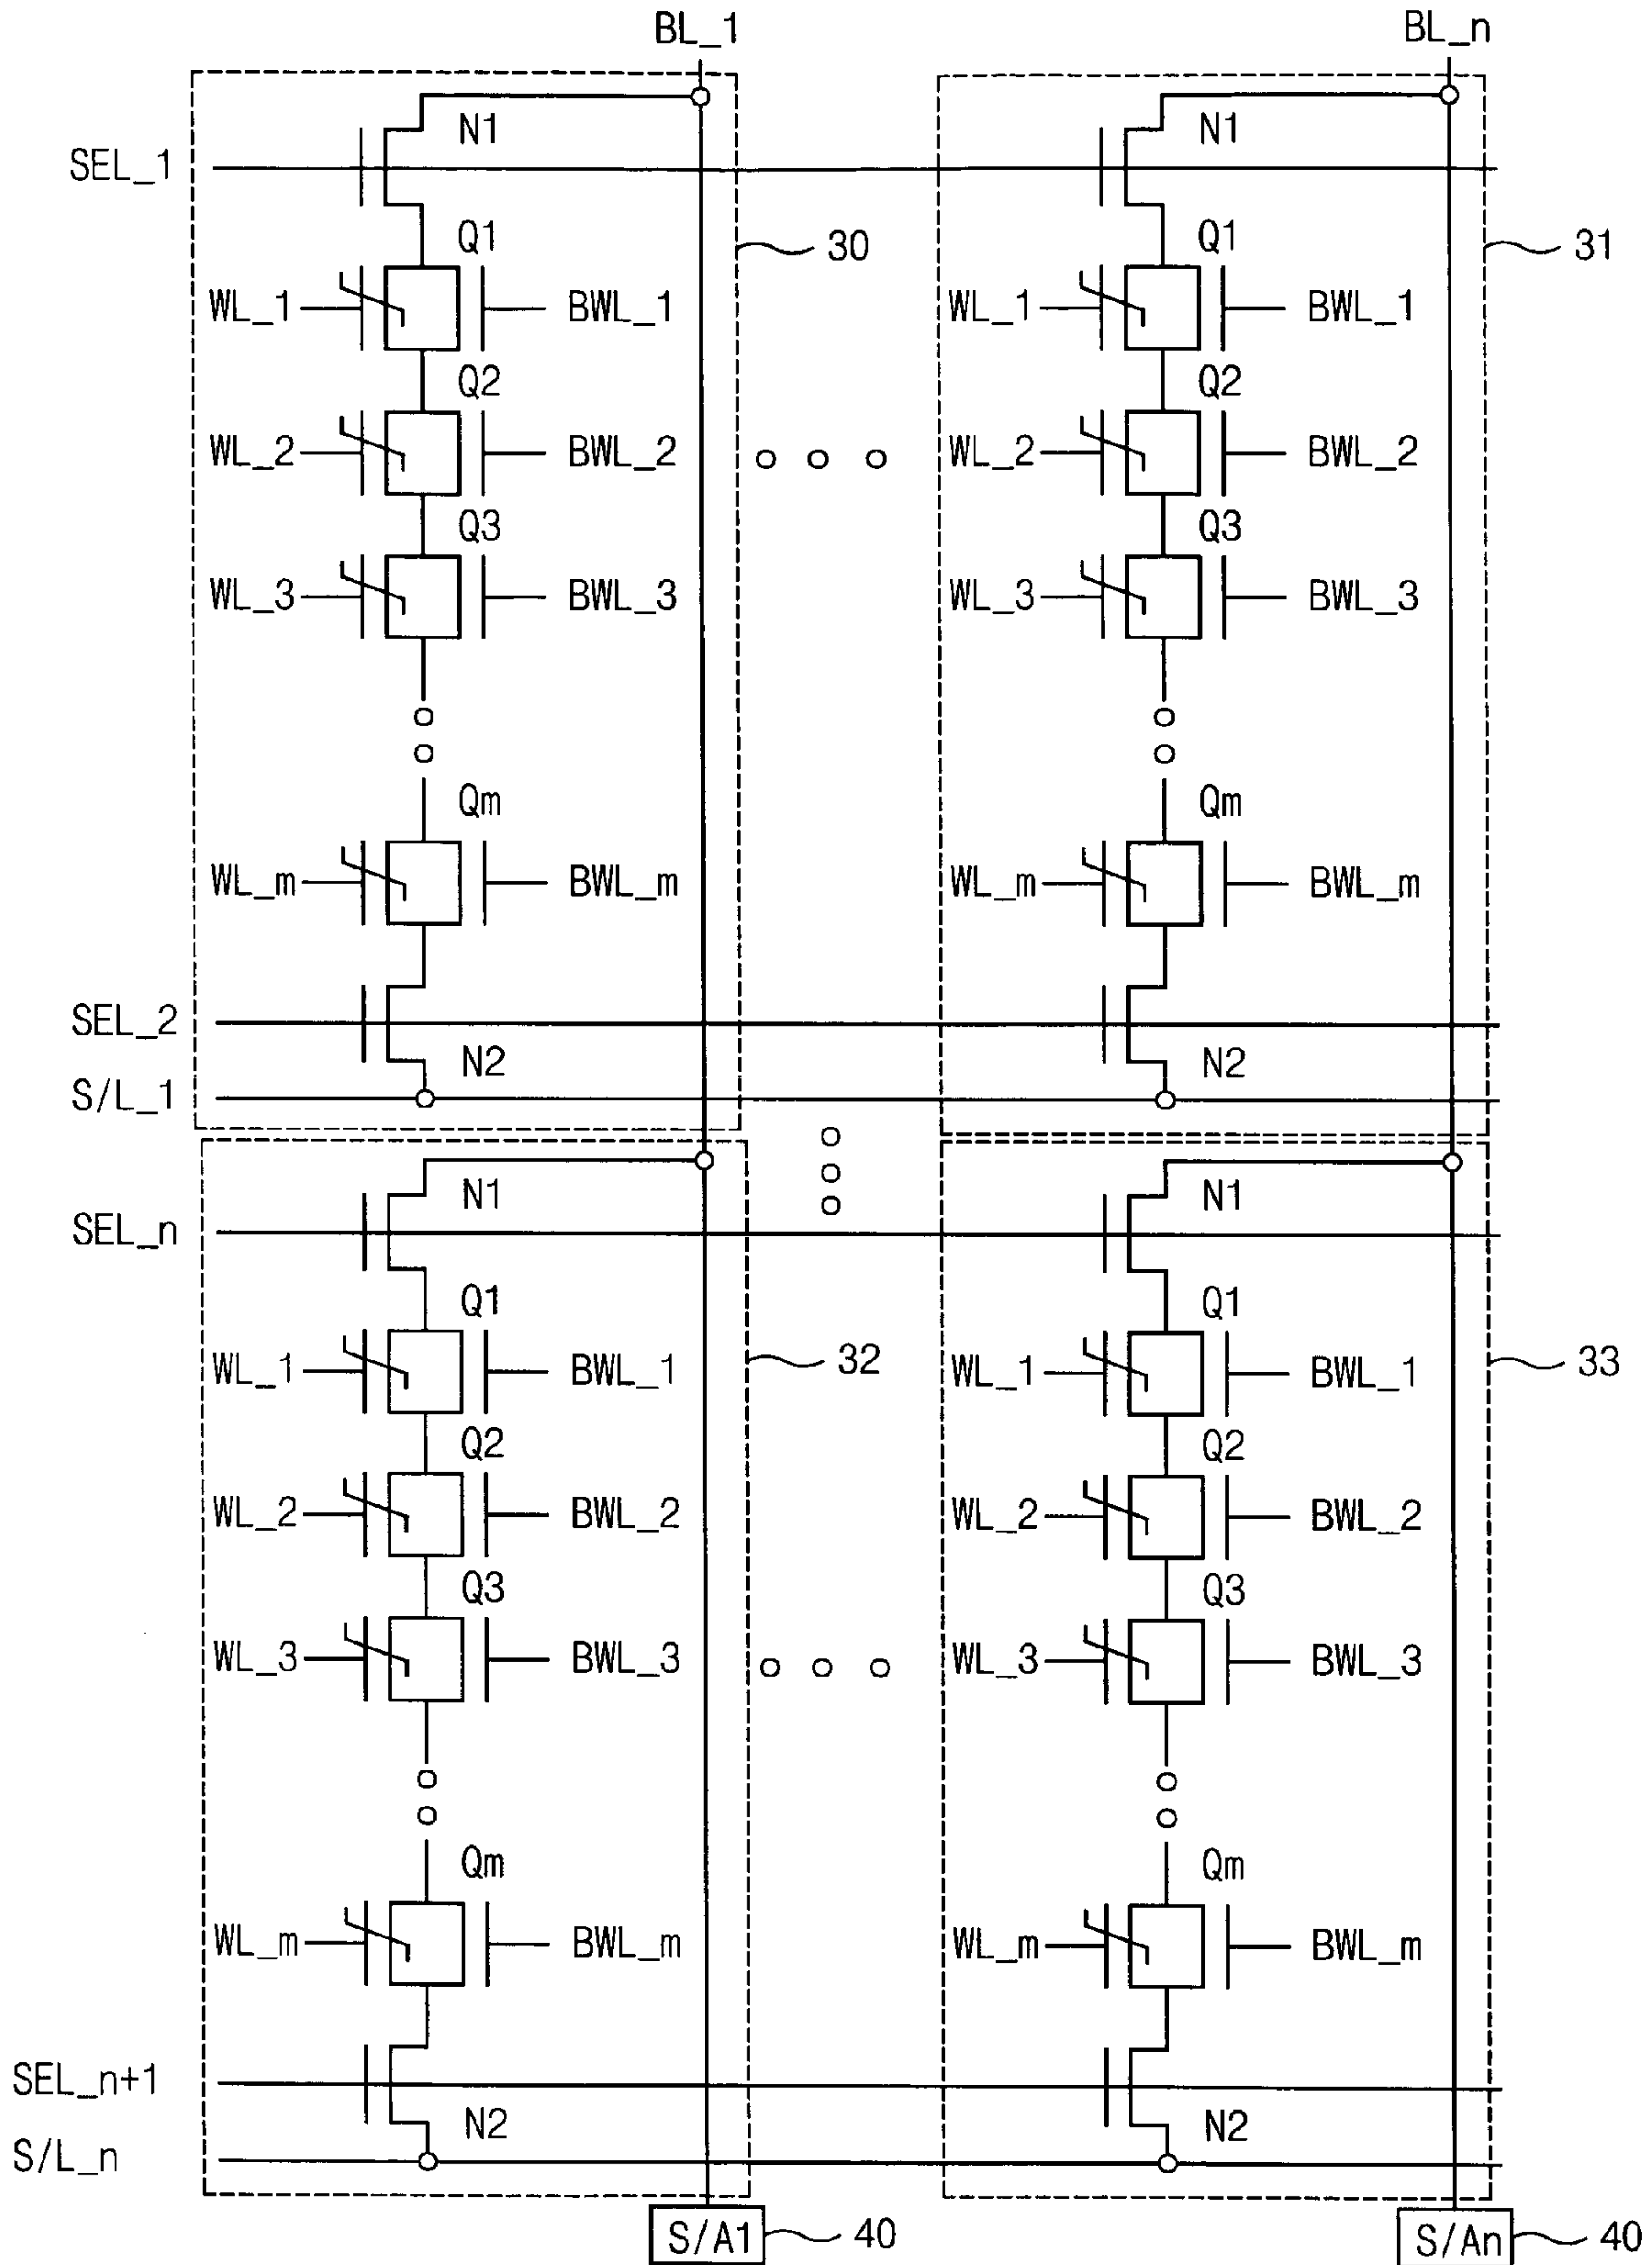 BL_1 BL_n
N1 N1
SEL_1
Q1 Q1
30 31
WL_1 BWL_1 WL_1 BWL_1
Q2 Q2
WL_2 BWL_2 WL_2 BWL_2
Q3 Q3
WL_3 BWL_3 WL_3 BWL_3
Qm Qm
WL_m BWL_m WL_m BWL_m
SEL_2
N2 N2
S/L_1
N1 N1
SEL_n
Q1 Q1
WL_1 BWL_1 32 WL_1 BWL_1 33
Q2 Q2
WL_2 BWL_2 WL_2 BWL_2
Q3 Q3
WL_3 BWL_3 WL_3 BWL_3
Qm Qm
WL_m BWL_m WL_m BWL_m
SEL_n+1
N2 N2
S/L_n
S/A1 40 S/An 40